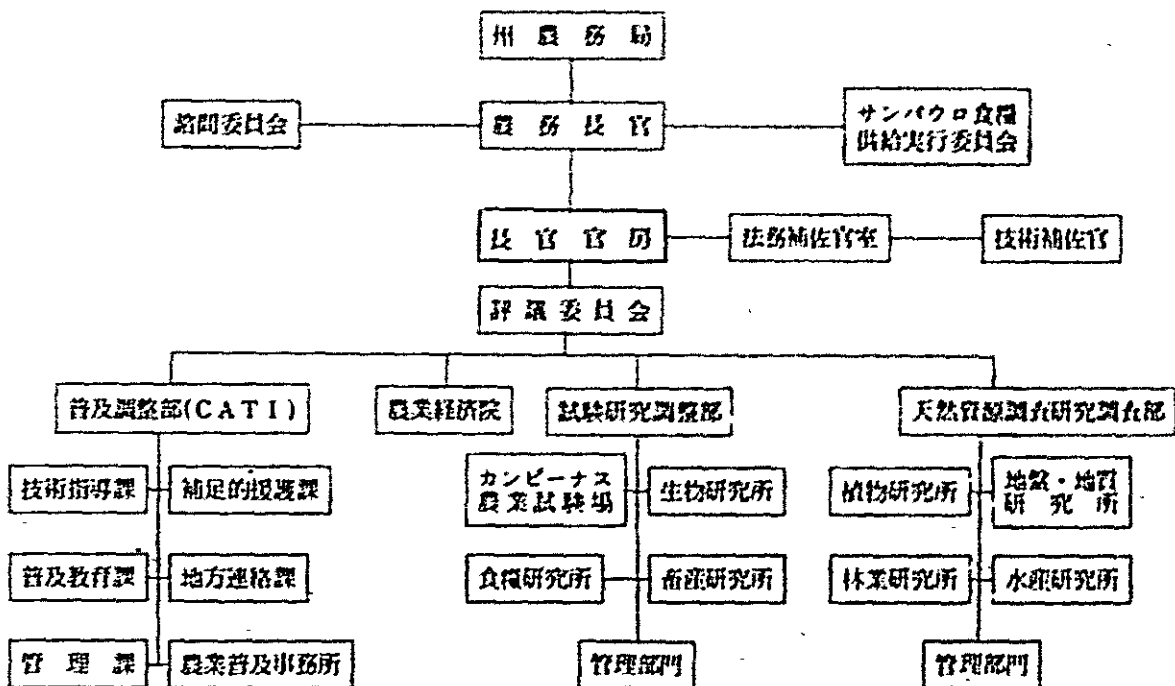 州農務局
諮問委員会
農務長官
サンパウロ食糧
供給実行委員会
長官官房
法務補佐官室
技術補佐官
評議委員会
普及調整部(CATI)
農業経済院
試験研究調整部
天然資源調査研究調査部
技術指導課
補足的援護課
カンピーナス
農業試験場
生物研究所
植物研究所
地盤・地質
研究所
普及教育課
地方連絡課
食糧研究所
畜産研究所
林業研究所
水産研究所
管理課
農業普及事務所
管理部門
管理部門